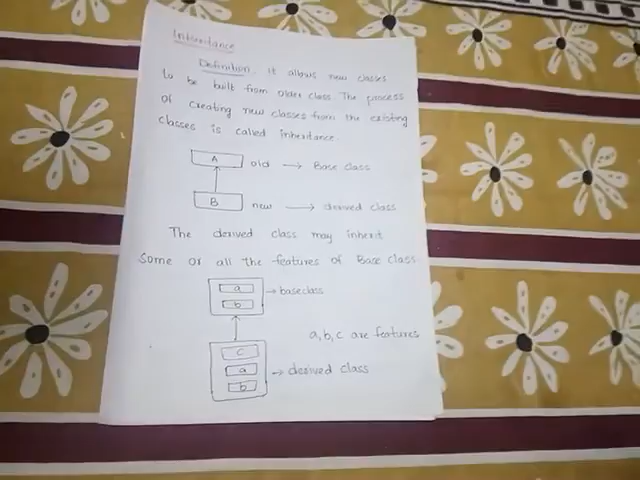 Inheritance
Definition. It allows new classes
to be built from older class. The process
of creating new classes from the existing
classes is called inheritance
A old → Base class
B new → derived class
The derived class may inherit
Some or all the features of Base class
a
→ baseclass
b
a, b, c are features
c
a → derived class
b